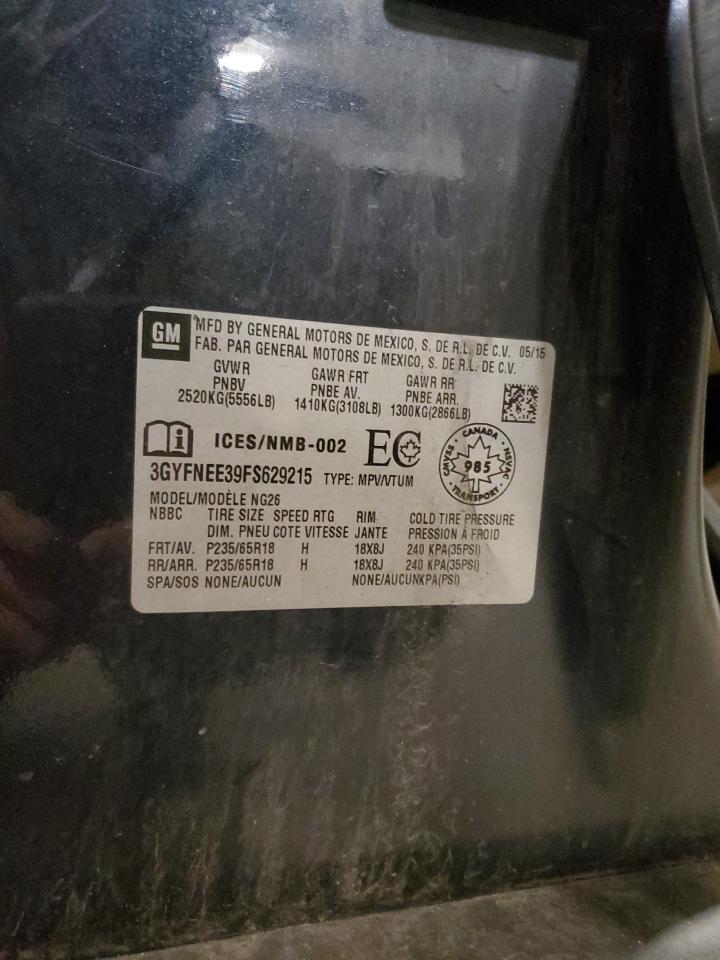 GM
MFD BY GENERAL MOTORS DE MEXICO, S. DE R.L. DE C.V. 05/15
FAB. PAR GENERAL MOTORS DE MEXICO, S. DE R.L. DE C.V.
GVWR GAWR FRT GAWR RR
PNBV PNBE AV. PNBE ARR.
2520KG(5556LB) 1410KG(3108LB) 1300KG(2866LB)
i ICES/NMB-002 EC CANADA 985 TRANSPORT · CMVSS NSVAC
3GYFNEE39FS629215 TYPE: MPV/VTUM
MODEL/MODÈLE NG26
NBBC TIRE SIZE SPEED RTG RIM COLD TIRE PRESSURE
DIM. PNEU COTE VITESSE JANTE PRESSION À FROID
FRT/AV. P235/65R18 H 18X8J 240 KPA(35PSI)
RR/ARR. P235/65R18 H 18X8J 240 KPA(35PSI)
SPA/SOS NONE/AUCUN NONE/AUCUNKPA(PSI)